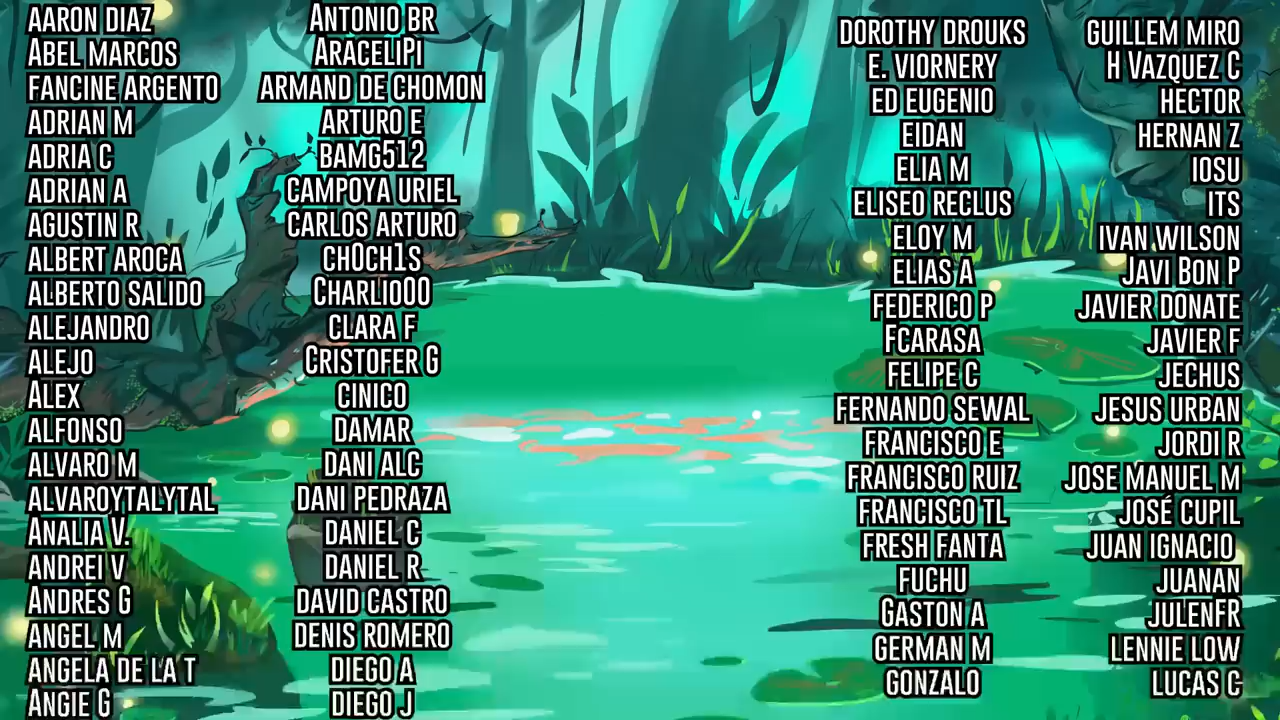 AARON DIAZ
ABEL MARCOS
FANCINE ARGENTO
ADRIAN M
ADRIA C
ADRIAN A
AGUSTIN R
ALBERT AROCA
ALBERTO SALIDO
ALEJANDRO
ALEJO
ALEX
ALFONSO
ALVARO M
ALVAROYTALYTAL
ANALIA V.
ANDREI V
ANDRES G
ANGEL M
ANGELA DE LA T
ANGIE G
ANTONIO BR
ARACELIPI
ARMAND DE CHOMON
ARTURO E
BAMG512
CAMPOYA URIEL
CARLOS ARTURO
CH0CH1S
CHARLIO00
CLARA F
CRISTOFER G
CINICO
DAMAR
DANI ALC
DANI PEDRAZA
DANIEL C
DANIEL R
DAVID CASTRO
DENIS ROMERO
DIEGO A
DIEGO J
DOROTHY DROUKS
E. VIORNERY
ED EUGENIO
EIDAN
ELIA M
ELISEO RECLUS
ELOY M
ELIAS A
FEDERICO P
FCARASA
FELIPE C
FERNANDO SEWAL
FRANCISCO E
FRANCISCO RUIZ
FRANCISCO TL
FRESH FANTA
FUCHU
GASTON A
GERMAN M
GONZALO
GUILLEM MIRO
H VAZQUEZ C
HECTOR
HERNAN Z
IOSU
ITS
IVAN WILSON
JAVI BON P
JAVIER DONATE
JAVIER F
JECHUS
JESUS URBAN
JORDI R
JOSE MANUEL M
JOSÉ CUPIL
JUAN IGNACIO
JUANAN
JULENFR
LENNIE LOW
LUCAS C